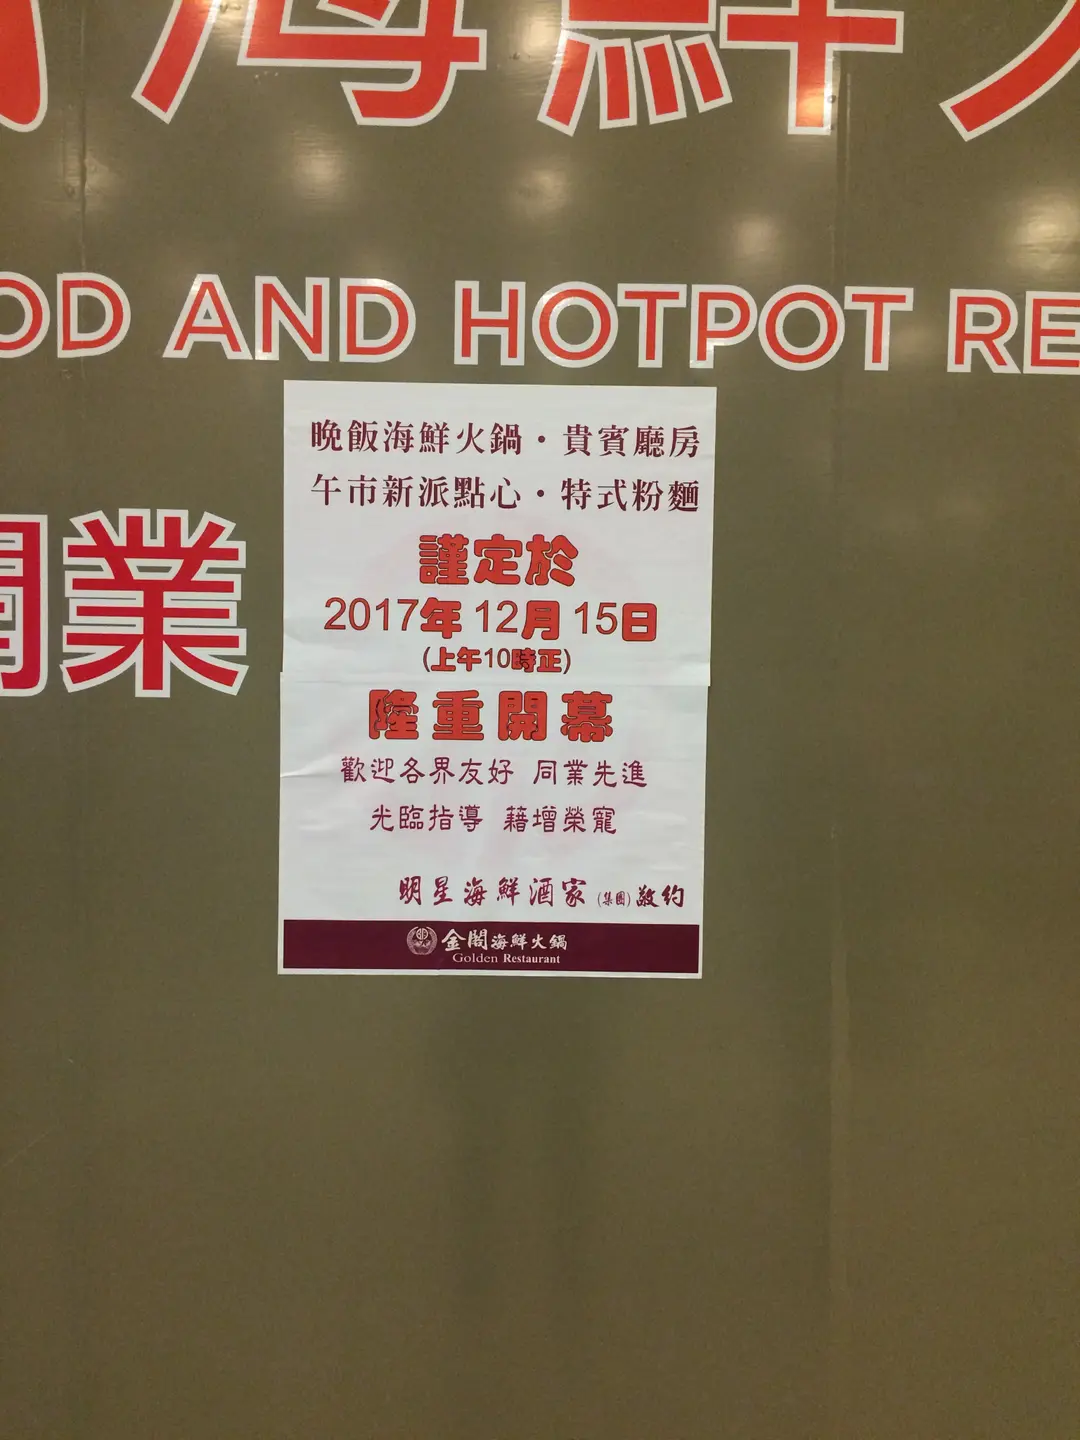 海鮮火
OD AND HOTPOT RE
開業
晚飯海鮮火鍋・貴賓廳房
午市新派點心・特式粉麵
謹定於
2017年 12月 15日
(上午10時正)
隆重開幕
歡迎各界友好 同業先進
光臨指導 藉增榮寵
明星海鮮酒家(集團)敬約
金閣海鮮火鍋
Golden Restaurant